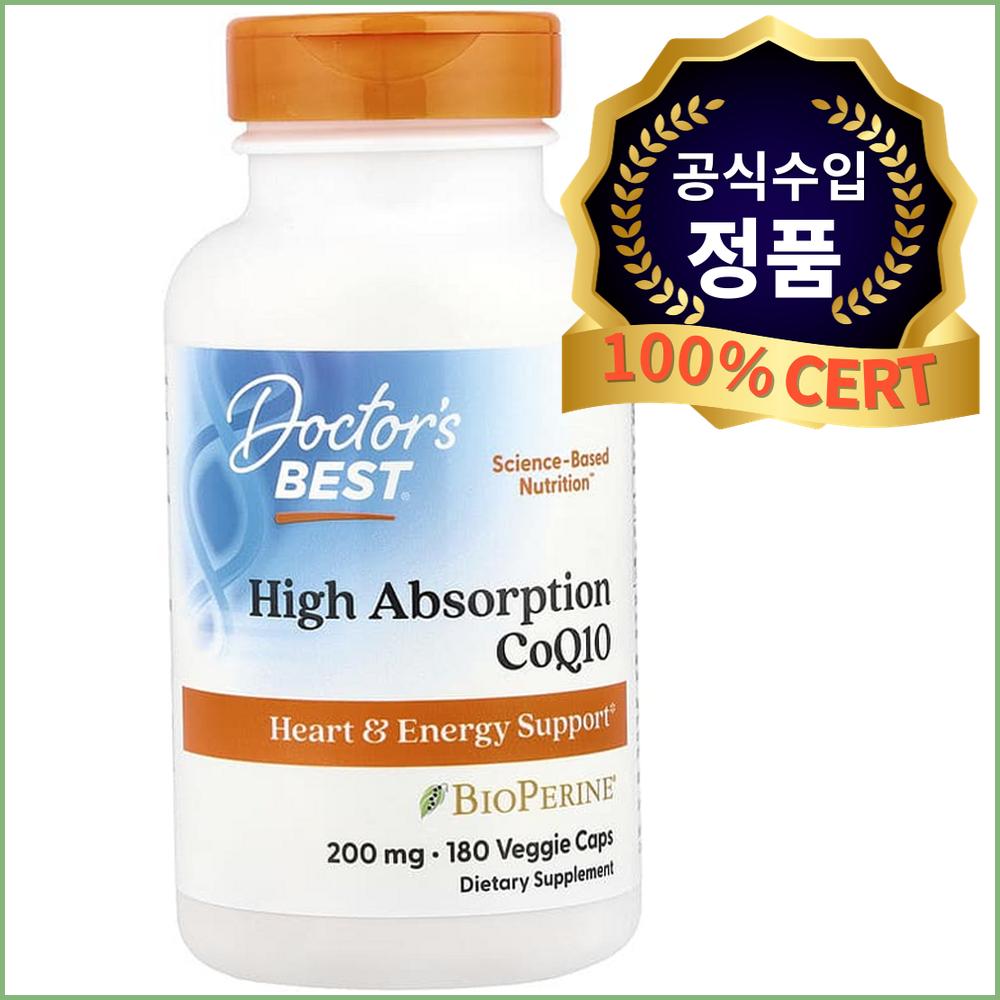 공식수입
정품
100% CERT
Doctor's
BEST®
Science-Based
Nutrition™
High Absorption
CoQ10
Heart & Energy Support‡
BIOPERINE®
200 mg • 180 Veggie Caps
Dietary Supplement